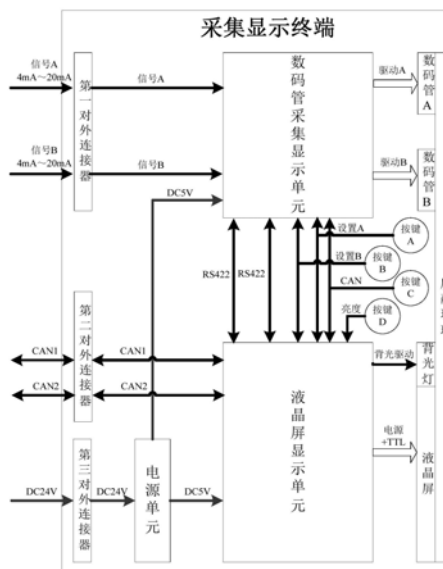 采集显示终端
信号A
4mA～20mA
信号A
信号B
4mA～20mA
信号B
第一对外连接器
数码管采集显示单元
驱动A
数码管A
驱动B
数码管B
DC5V
RS422
RS422
设置A
设置B
CAN
亮度
按键A
按键B
按键C
按键D
CAN1
CAN1
CAN2
CAN2
第二对外连接器
液晶屏显示单元
背光驱动
背光灯
电源
+TTL
液晶屏
DC24V
第三对外连接器
DC24V
电源单元
DC5V